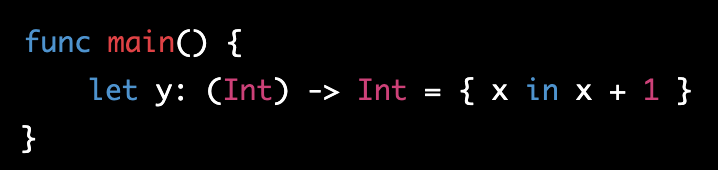 func main() {
    let y: (Int) -> Int = { x in x + 1 }
}